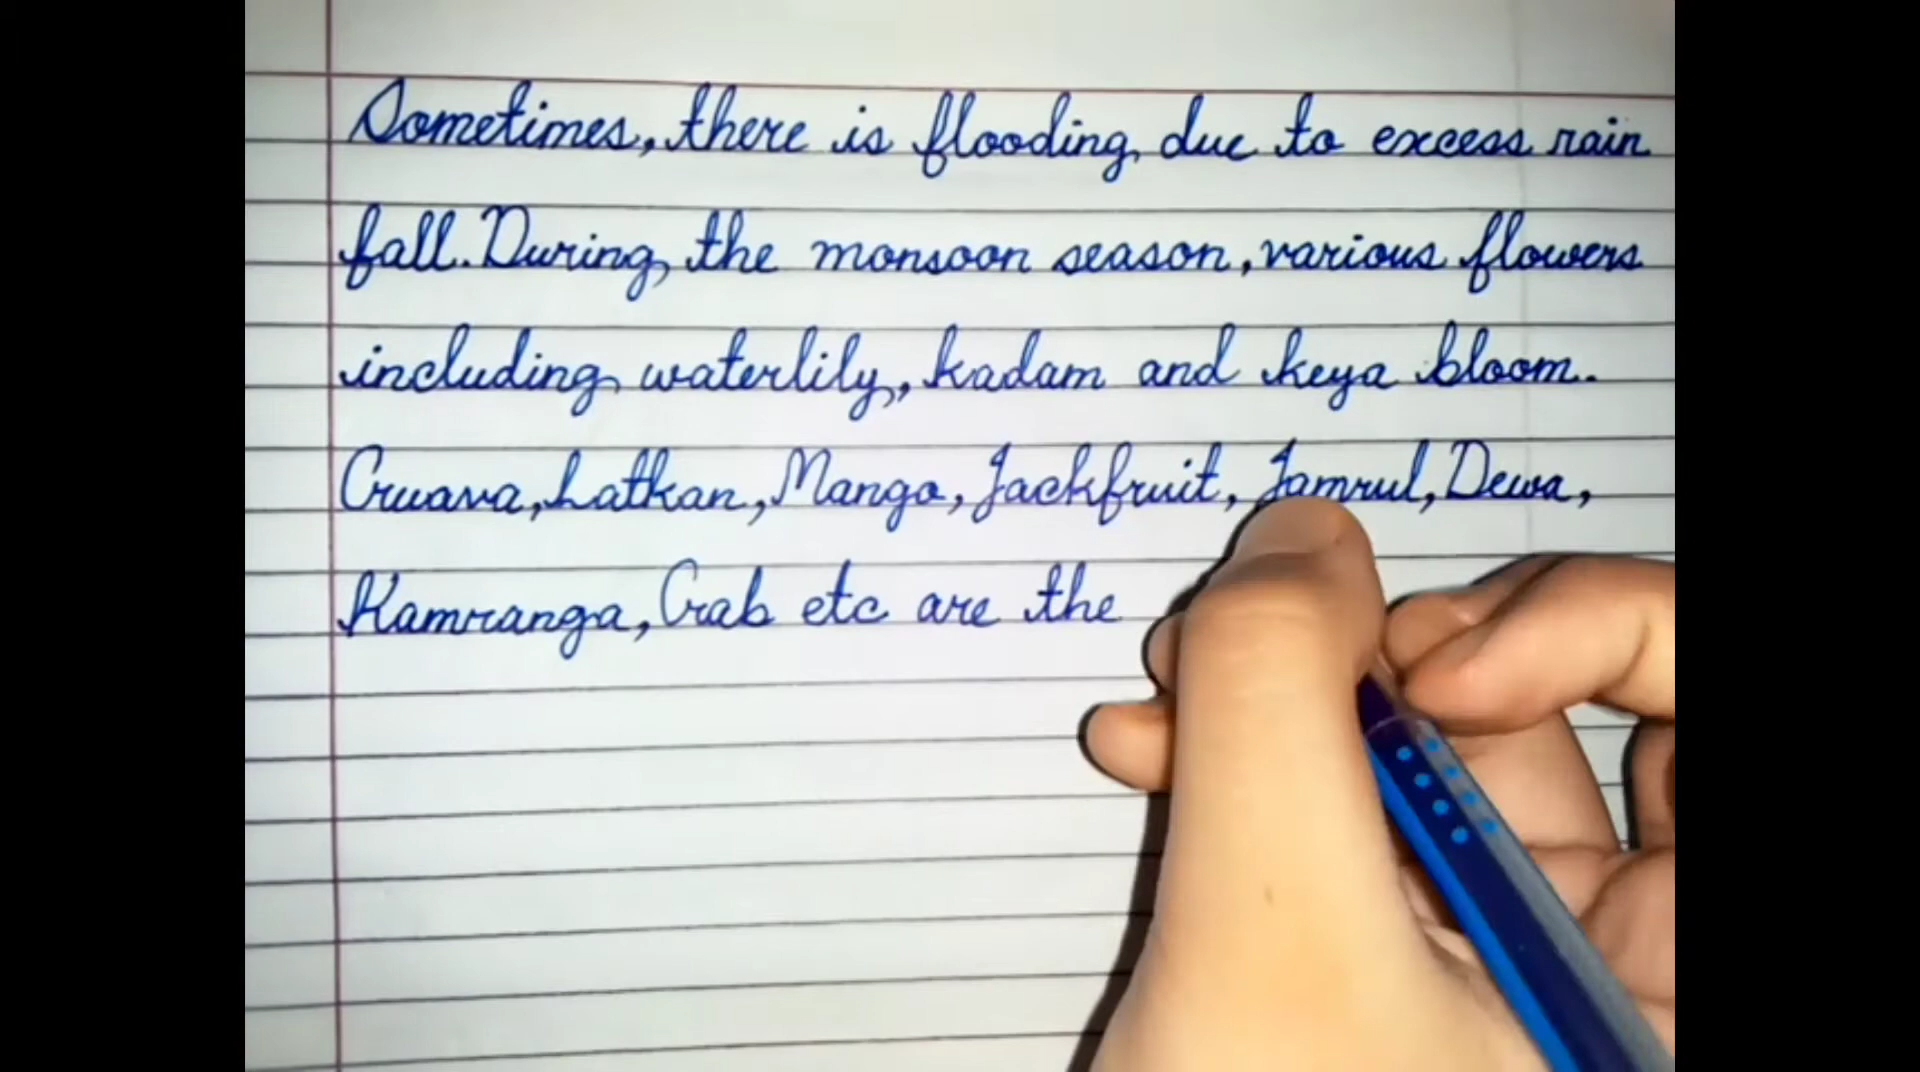 Sometimes, there is flooding due to excess rain
fall. During the monsoon season, various flowers
including waterlily, kadam and keya bloom.
Guava, Latkan, Mango, Jackfruit, Jamrul, Dewa,
Kamranga, Crab etc are the